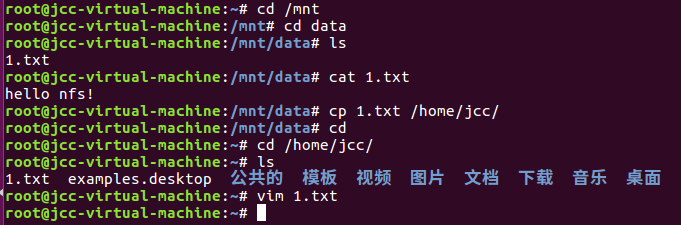 root@jcc-virtual-machine:~# cd /mnt
root@jcc-virtual-machine:/mnt# cd data
root@jcc-virtual-machine:/mnt/data# ls
1.txt
root@jcc-virtual-machine:/mnt/data# cat 1.txt
hello nfs!
root@jcc-virtual-machine:/mnt/data# cp 1.txt /home/jcc/
root@jcc-virtual-machine:/mnt/data# cd
root@jcc-virtual-machine:~# cd /home/jcc/
root@jcc-virtual-machine:~# ls
1.txt  examples.desktop  公共的  模板  视频  图片  文档  下载  音乐  桌面
root@jcc-virtual-machine:~# vim 1.txt
root@jcc-virtual-machine:~#